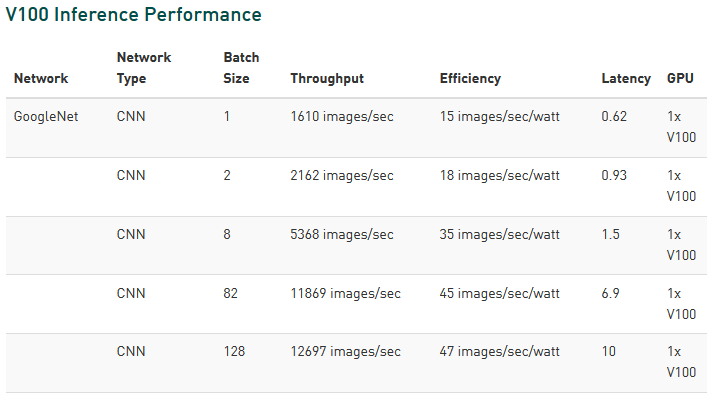 V100 Inference Performance
Network Network Type Batch Size Throughput Efficiency Latency GPU
GoogleNet CNN 1 1610 images/sec 15 images/sec/watt 0.62 1x V100
CNN 2 2162 images/sec 18 images/sec/watt 0.93 1x V100
CNN 8 5368 images/sec 35 images/sec/watt 1.5 1x V100
CNN 82 11869 images/sec 45 images/sec/watt 6.9 1x V100
CNN 128 12697 images/sec 47 images/sec/watt 10 1x V100